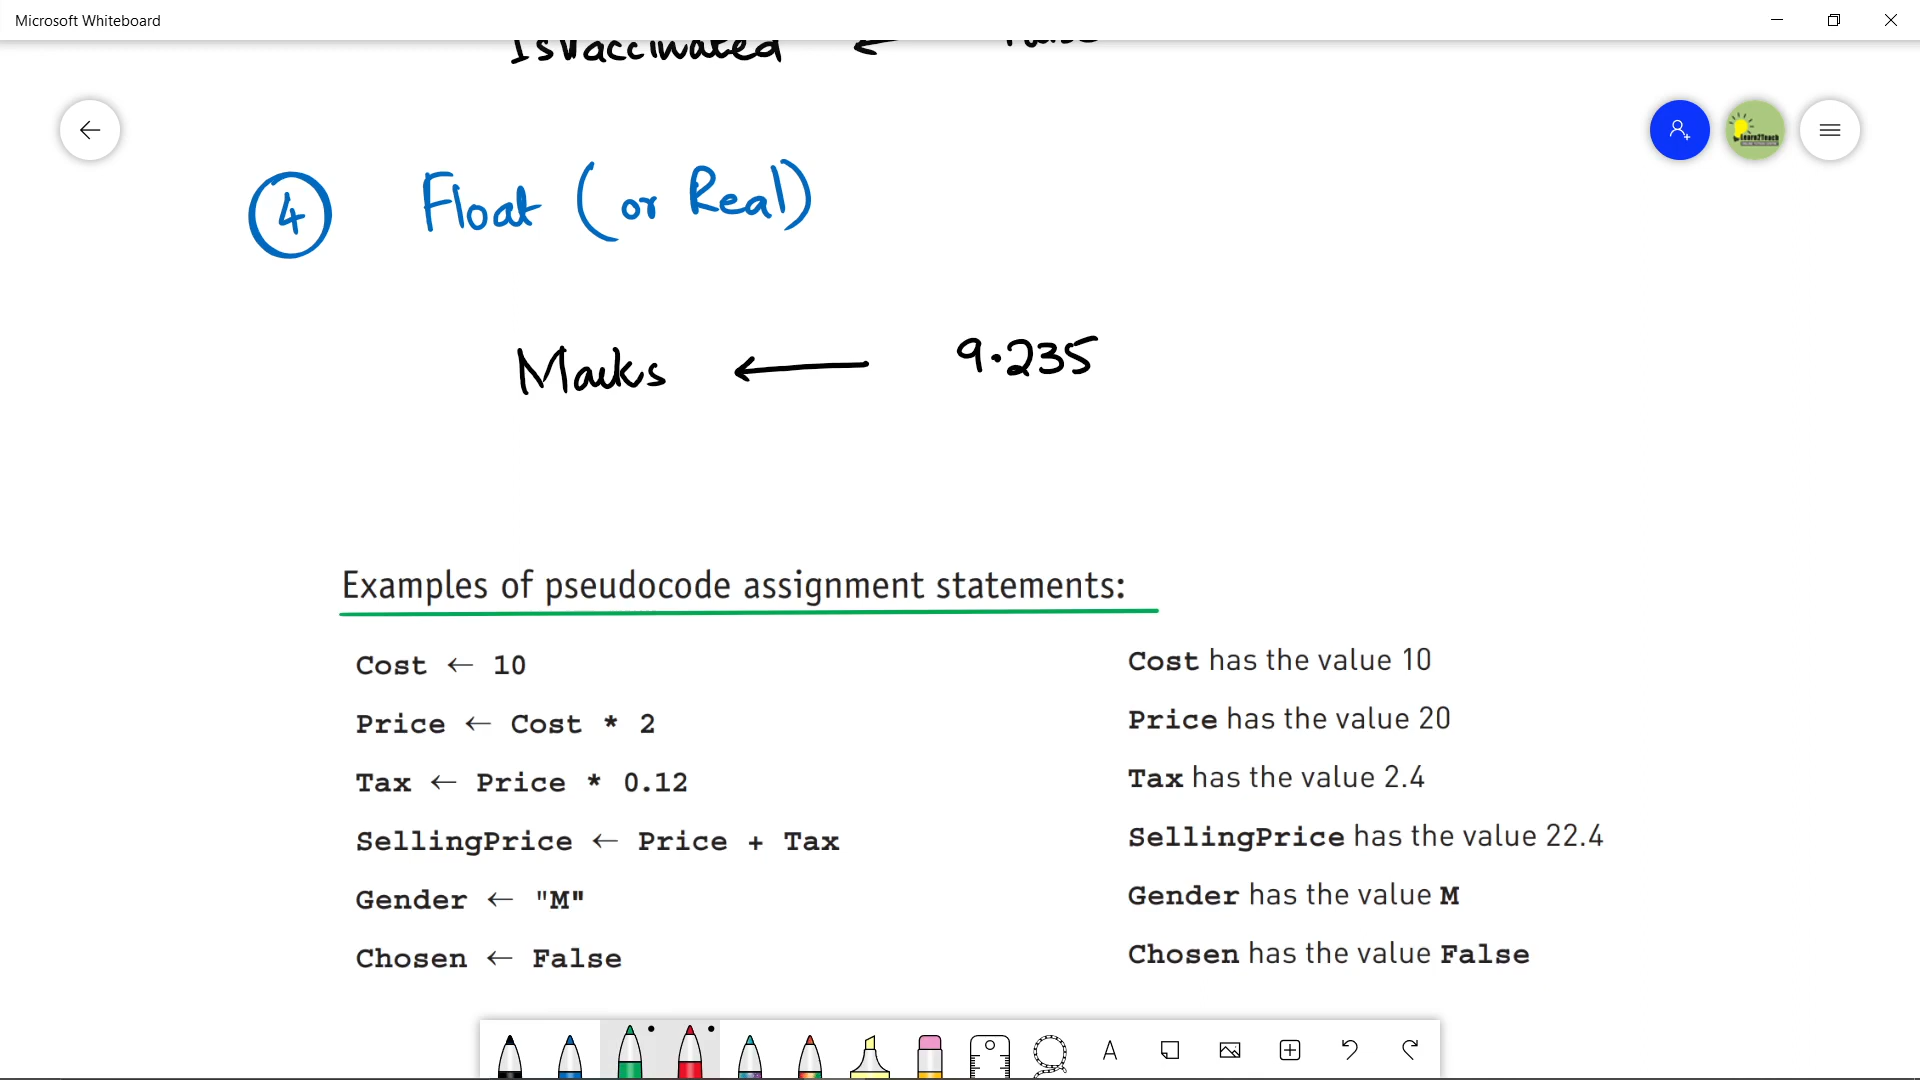 Microsoft Whiteboard
IsVaccinated ←
4 Float (or Real)
Marks ← 9.235
Examples of pseudocode assignment statements:
Cost ← 10 Cost has the value 10
Price ← Cost * 2 Price has the value 20
Tax ← Price * 0.12 Tax has the value 2.4
SellingPrice ← Price + Tax SellingPrice has the value 22.4
Gender ← "M" Gender has the value M
Chosen ← False Chosen has the value False
A